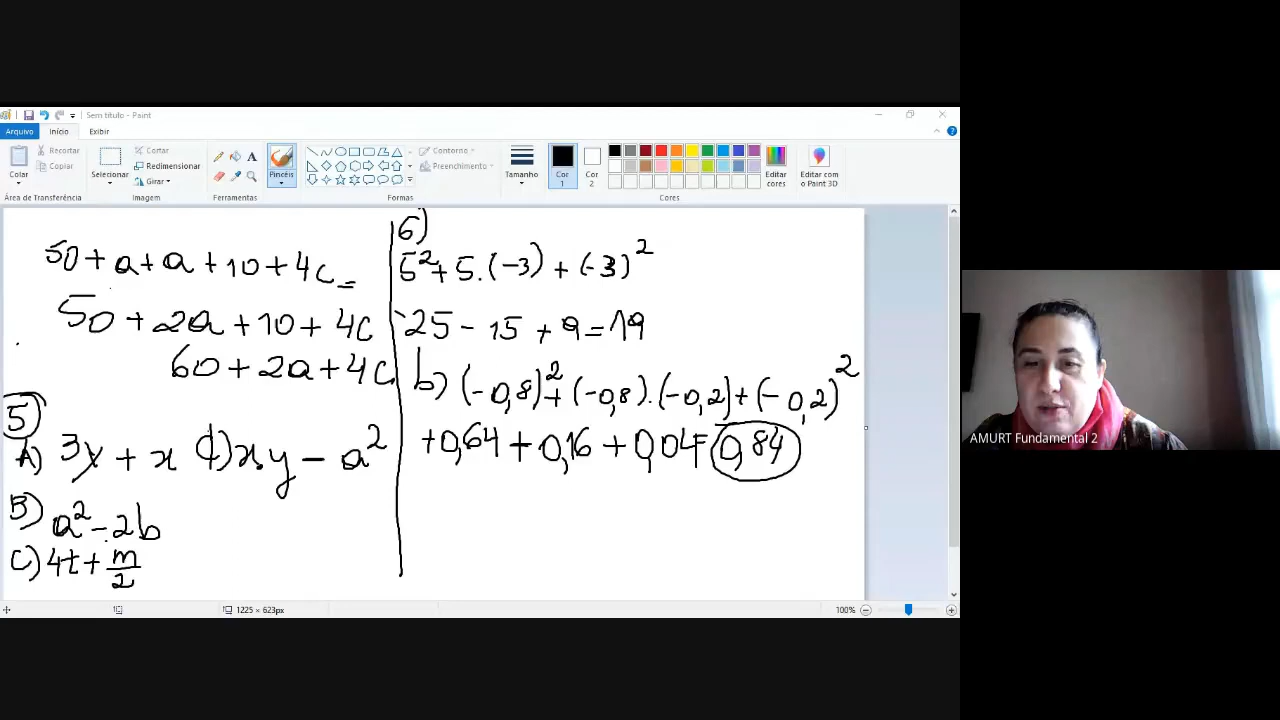 Sem título - Paint
Arquivo Início Exibir
Colar
Recortar
Copiar
Área de Transferência
Selecionar
Cortar
Redimensionar
Girar
Imagem
A
Ferramentas
Pincéis
Contorno
Preenchimento
Formas
Tamanho
Cor 1
Cor 2
Editar cores
Editar com o Paint 3D
Cores
50 + a + a + 10 + 4c =
50 + 2a + 10 + 4c
60 + 2a + 4c
5)
A) 3y + x d) x.y - a²
B) a² - 2b
C) 4t + m/2
6)
5² + 5.(-3) + (-3)²
25 - 15 + 9 = 19
b) (-0,8)² + (-0,8).(-0,2) + (-0,2)²
+0,64 + 0,16 + 0,04 = 0,84
1225 × 623px
100%
AMURT Fundamental 2